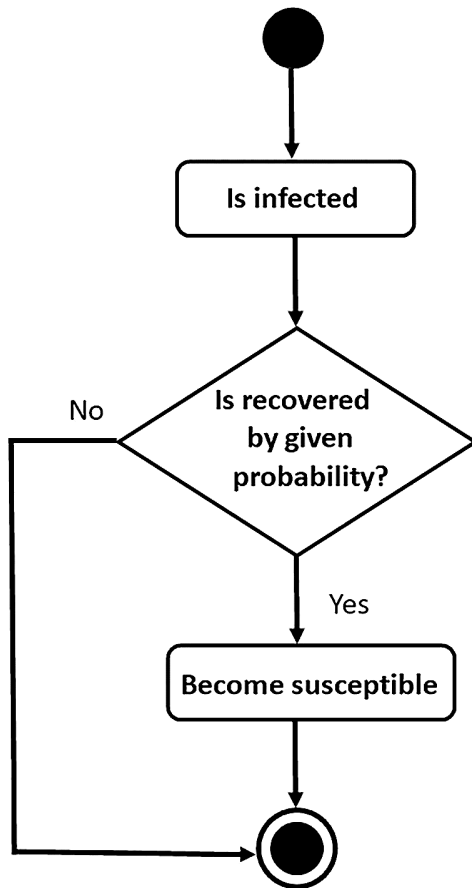 Is infected
Is recovered
by given
probability?
No
Yes
Become susceptible